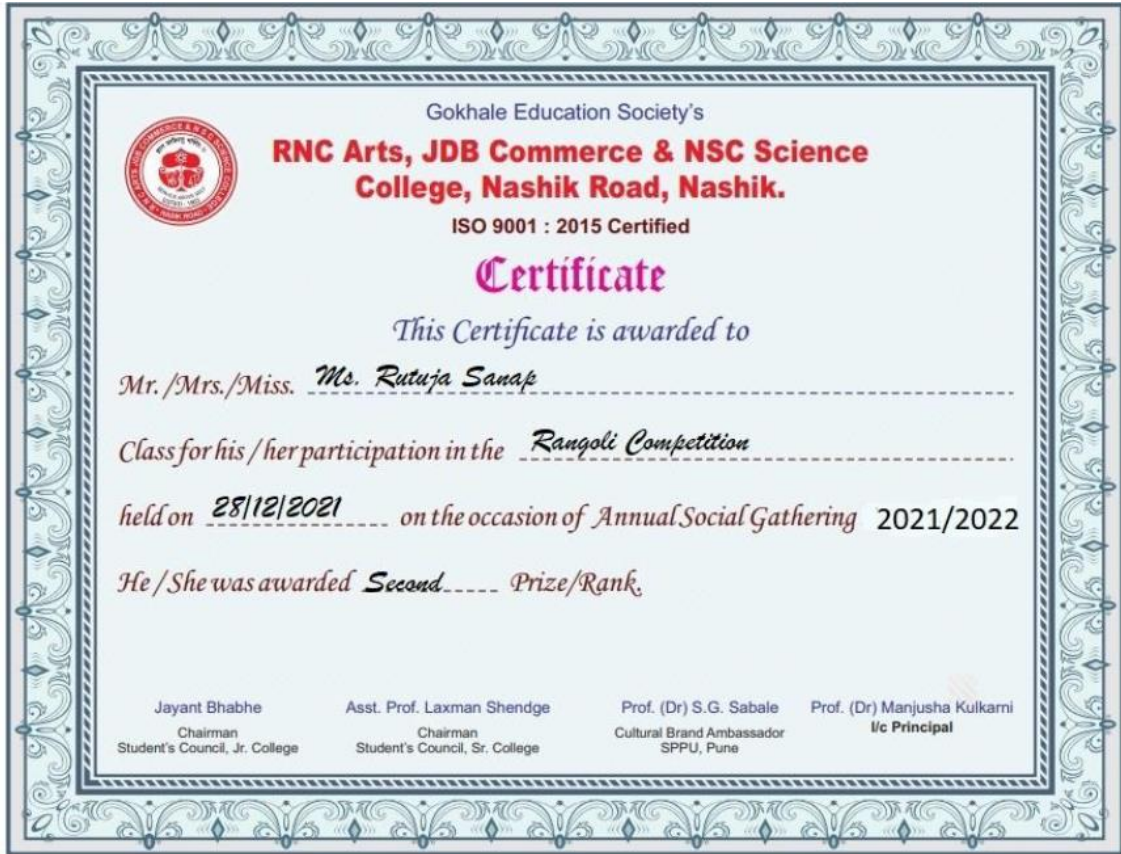 Gokhale Education Society's
RNC Arts, JDB Commerce & NSC Science
College, Nashik Road, Nashik.
ISO 9001 : 2015 Certified
Certificate
This Certificate is awarded to
Mr. /Mrs./Miss. Ms. Rutuja Sanap
Class for his / her participation in the Rangoli Competition
held on 28/12/2021 on the occasion of Annual Social Gathering 2021/2022
He / She was awarded Second Prize/Rank.
Jayant Bhabhe
Chairman
Student's Council, Jr. College
Asst. Prof. Laxman Shendge
Chairman
Student's Council, Sr. College
Prof. (Dr) S.G. Sabale
Cultural Brand Ambassador
SPPU, Pune
Prof. (Dr) Manjusha Kulkarni
I/c Principal